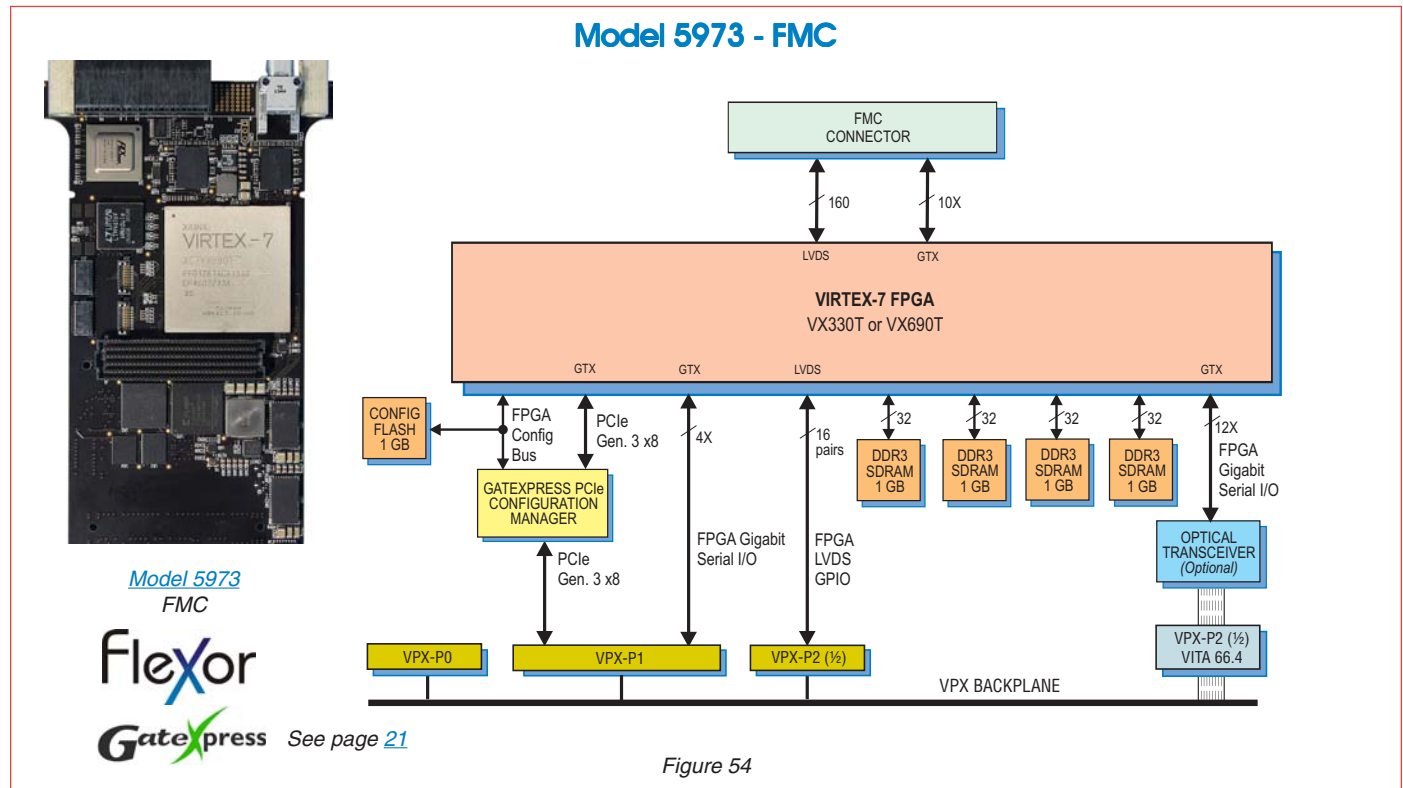 Model 5973 - FMC
VIRTEX-7
Model 5973
FMC
Flexor
GateXpress
See page 21
FMC
CONNECTOR
160
10X
LVDS
GTX
VIRTEX-7 FPGA
VX330T or VX690T
GTX
GTX
LVDS
GTX
CONFIG
FLASH
1 GB
FPGA
Config
Bus
PCIe
Gen. 3 x8
4X
16
pairs
32
32
32
32
12X
DDR3
SDRAM
1 GB
DDR3
SDRAM
1 GB
DDR3
SDRAM
1 GB
DDR3
SDRAM
1 GB
FPGA
Gigabit
Serial I/O
GATEXPRESS PCIe
CONFIGURATION
MANAGER
PCIe
Gen. 3 x8
FPGA Gigabit
Serial I/O
FPGA
LVDS
GPIO
OPTICAL
TRANSCEIVER
(Optional)
VPX-P0
VPX-P1
VPX-P2 (½)
VPX-P2 (½)
VITA 66.4
VPX BACKPLANE
Figure 54